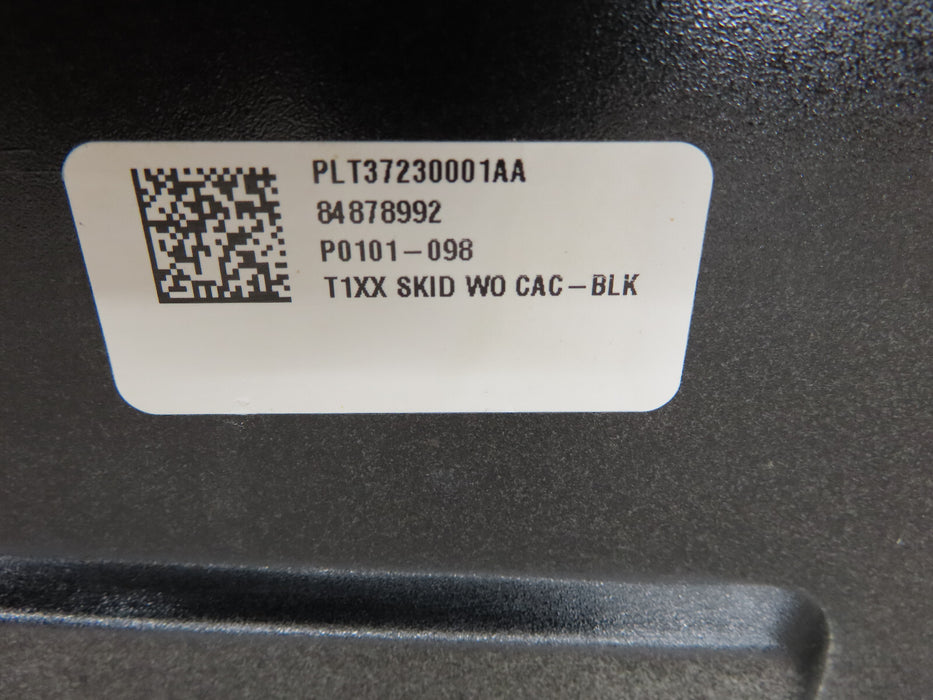 PLT37230001AA
84878992
P0101-098
T1XX SKID WO CAC-BLK